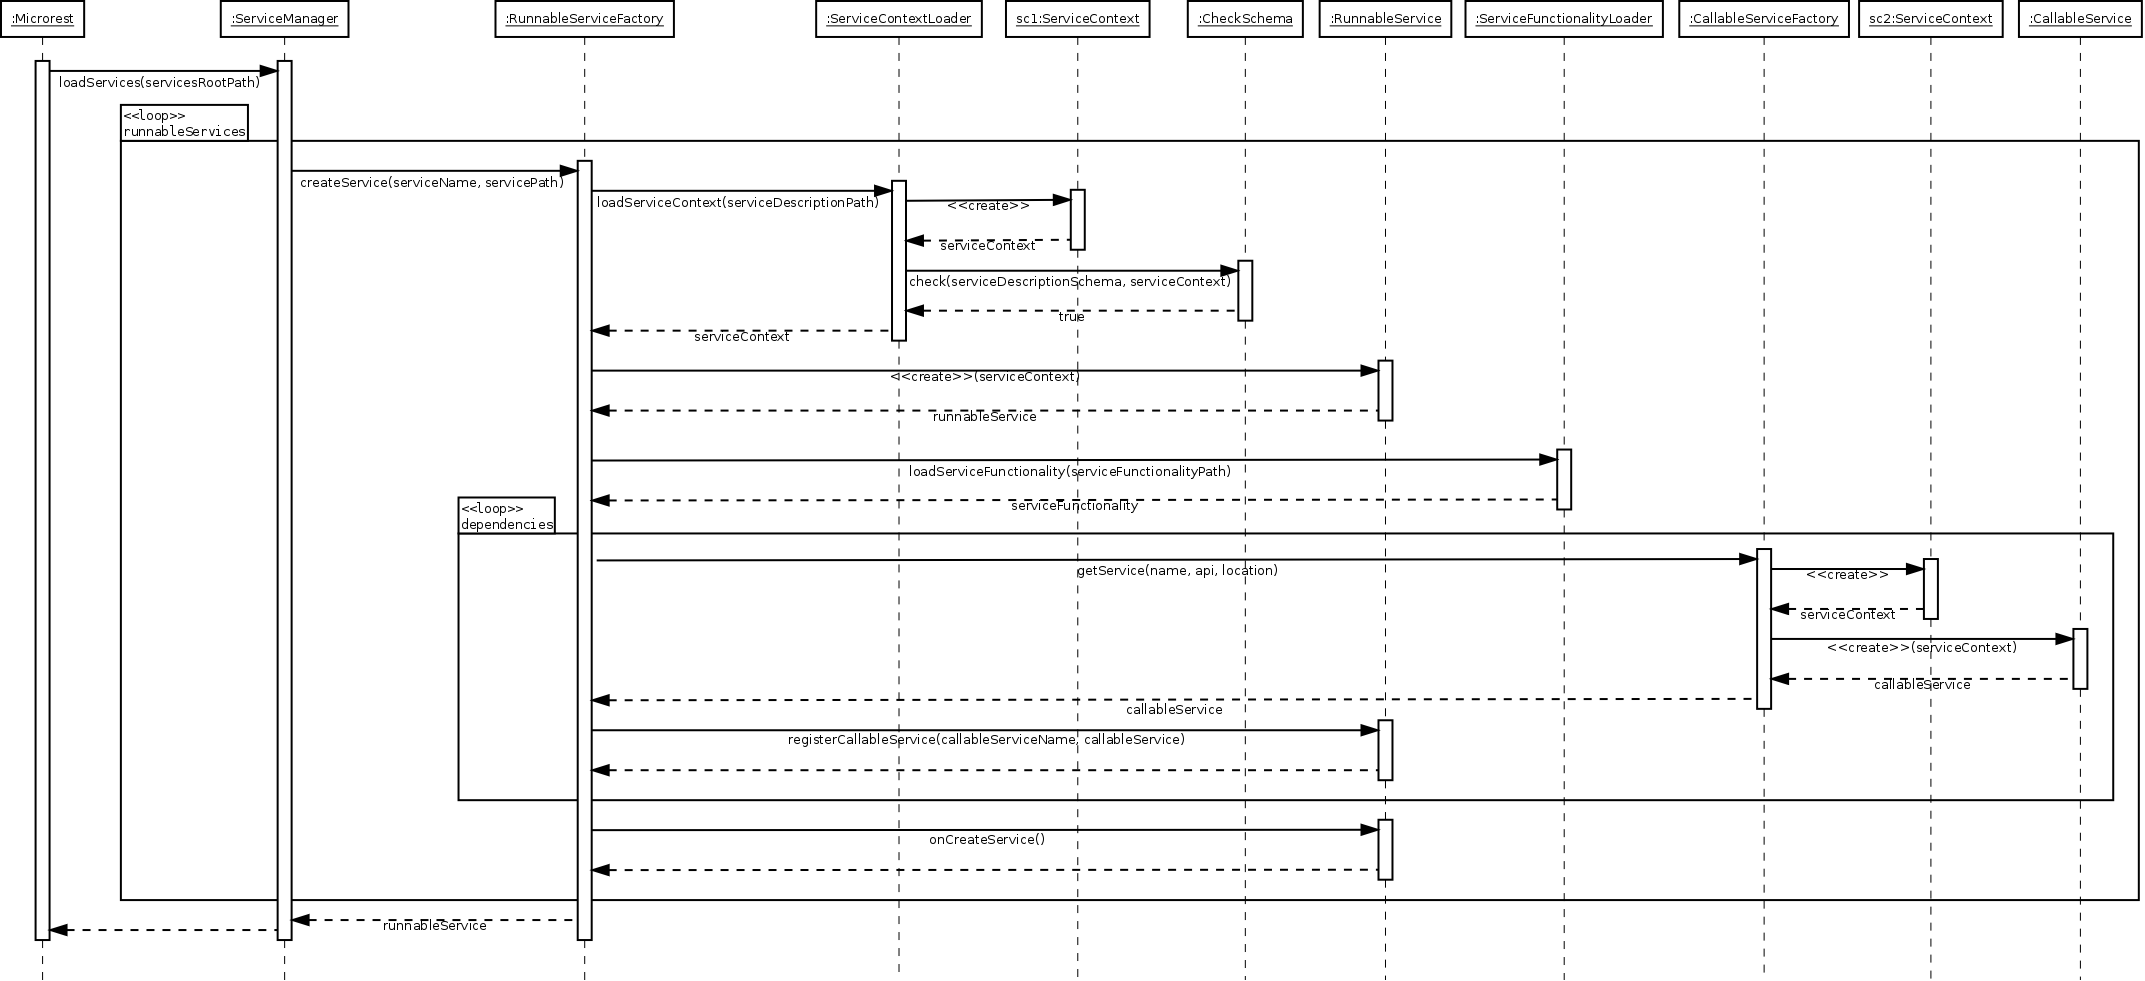 :Microrest
:ServiceManager
:RunnableServiceFactory
:ServiceContextLoader
sc1:ServiceContext
:CheckSchema
:RunnableService
:ServiceFunctionalityLoader
:CallableServiceFactory
sc2:ServiceContext
:CallableService
loadServices(servicesRootPath)
<<loop>>
runnableServices
createService(serviceName, servicePath)
loadServiceContext(serviceDescriptionPath)
<<create>>
serviceContext
check(serviceDescriptionSchema, serviceContext)
true
serviceContext
<<create>>(serviceContext)
runnableService
loadServiceFunctionality(serviceFunctionalityPath)
serviceFunctionality
<<loop>>
dependencies
getService(name, api, location)
<<create>>
serviceContext
<<create>>(serviceContext)
callableService
callableService
registerCallableService(callableServiceName, callableService)
onCreateService()
runnableService